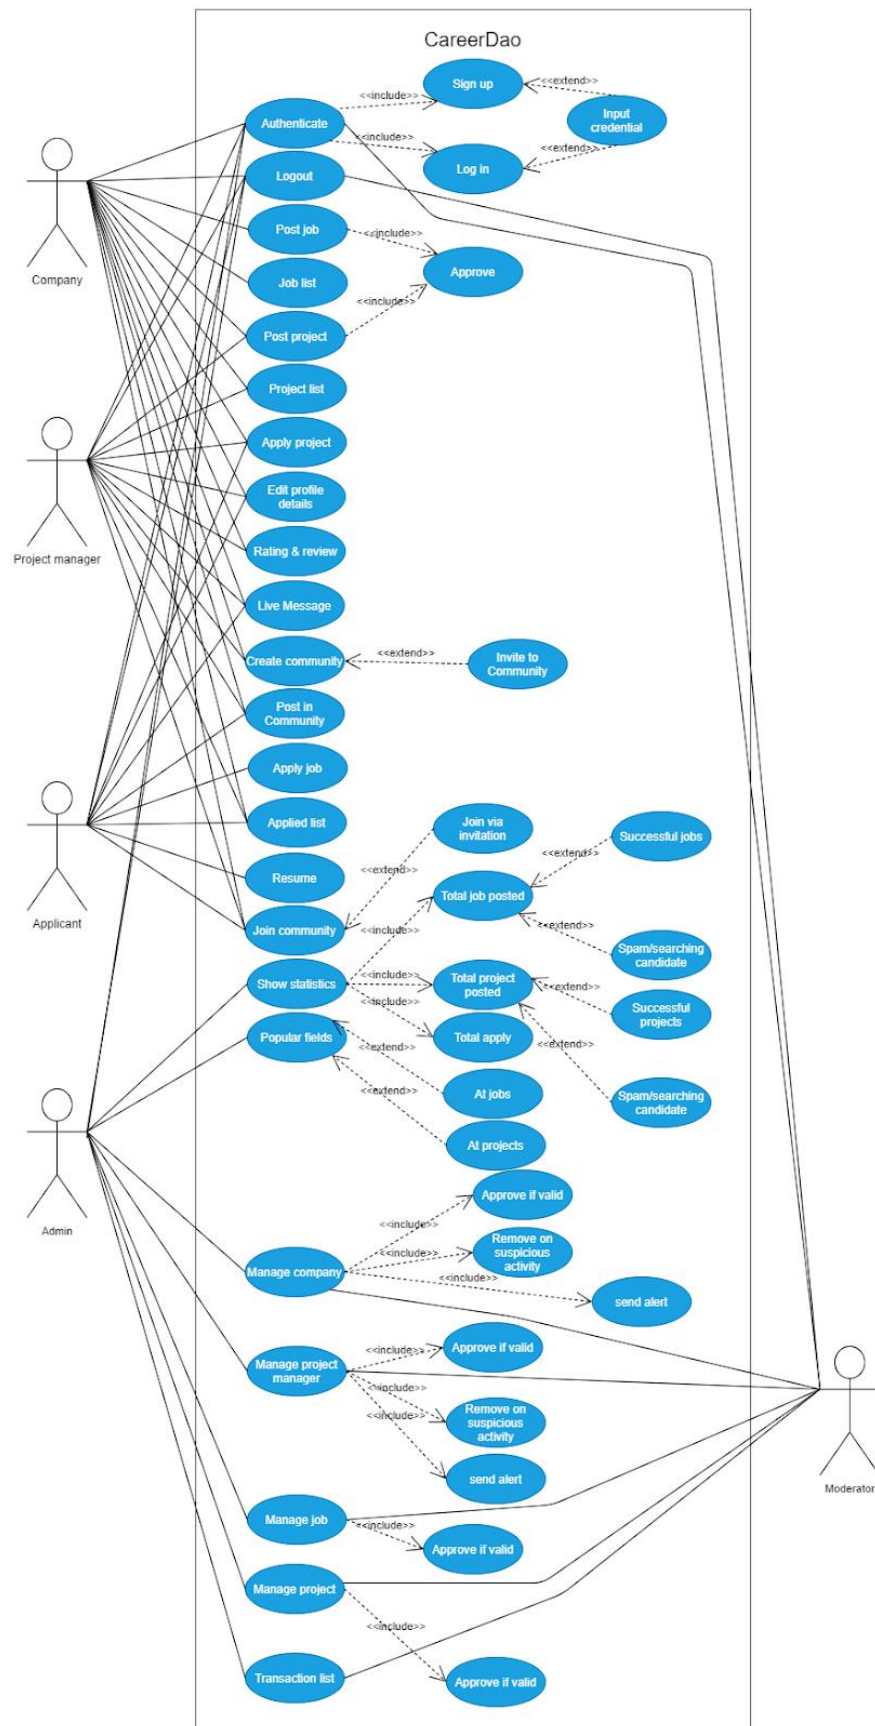 CareerDao
Sign up
<<extend>>
<<include>>
Input
credential
Authenticate
<<include>>
<<extend>>
Log in
Logout
Post job
<<include>>
Approve
Company
Job list
<<include>>
Post project
Project list
Apply project
Edit profile
details
Project manager
Rating & review
Live Message
<<extend>>
Create community
Invite to
Community
Post in
Community
Apply job
Applied list
Join via
invitation
Successful jobs
<<extend>>
<<extend>>
Resume
Total job posted
Applicant
Join community
<<include>>
<<extend>>
Spam/searching
candidate
Show statistics
<<include>>
Total project
posted
<<extend>>
<<include>>
Successful
projects
Popular fields
Total apply
<<extend>>
<<extend>>
<<extend>>
At jobs
Spam/searching
candidate
At projects
Approve if valid
Admin
<<include>>
<<include>>
Remove on
suspicious
activity
Manage company
<<include>>
send alert
<<include>>
Approve if valid
Manage project
manager
<<include>>
<<include>>
Remove on
suspicious
activity
send alert
Moderator
Manage job
<<include>>
Approve if valid
Manage project
<<include>>
Transaction list
Approve if valid